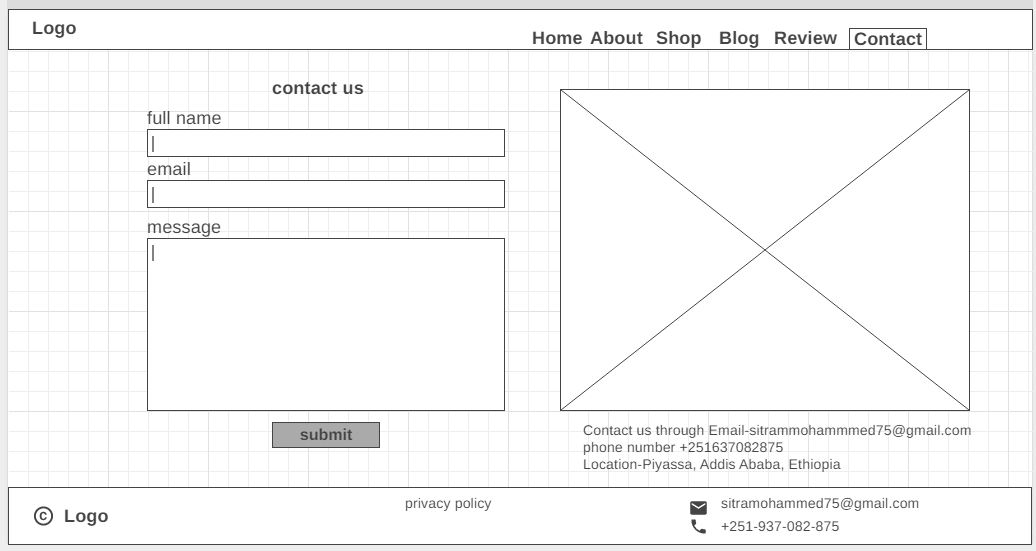 Logo
Home About Shop Blog Review Contact
contact us
full name
email
message
submit
Contact us through Email-sitrammohammmed75@gmail.com
phone number +251637082875
Location-Piyassa, Addis Ababa, Ethiopia
© Logo
privacy policy
sitramohammed75@gmail.com
+251-937-082-875